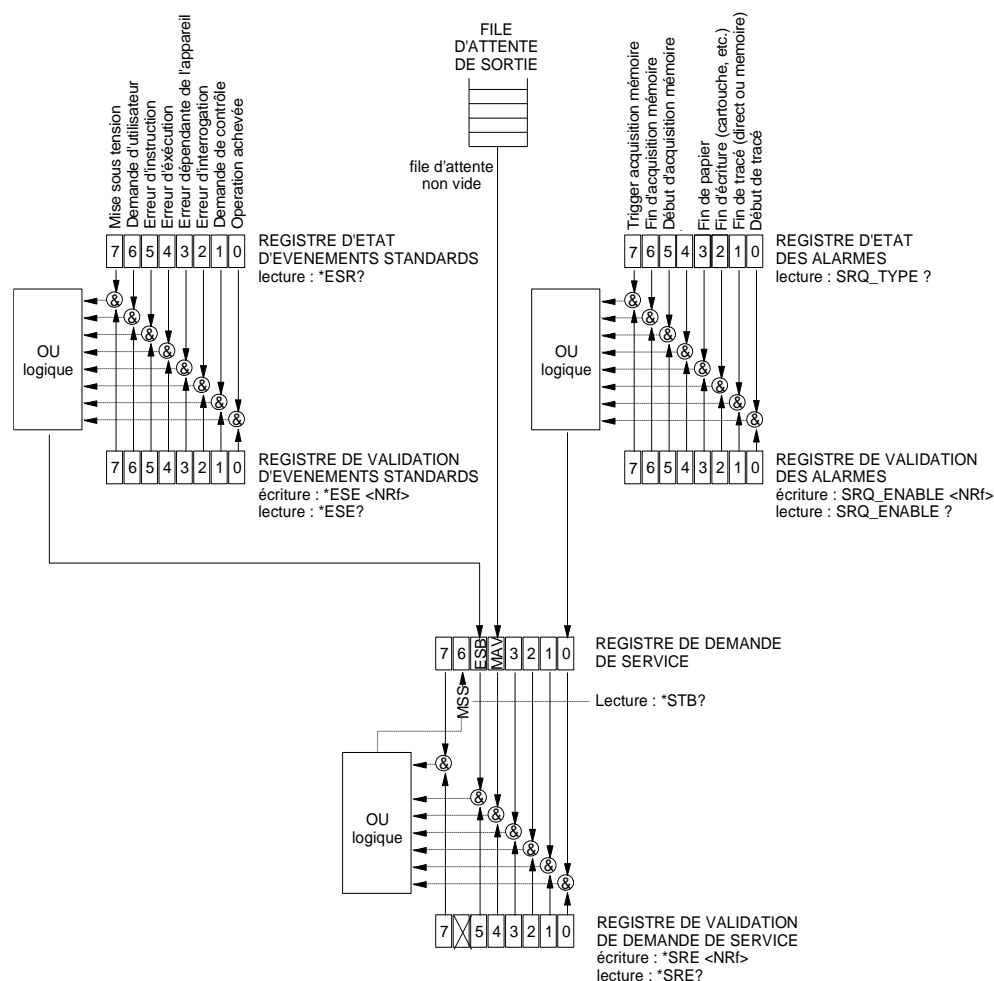 FILE
D'ATTENTE
DE SORTIE
file d'attente
non vide
Mise sous tension
Demande d'utilisateur
Erreur d'instruction
Erreur d'éxécution
Erreur dépendante de l'appareil
Erreur d'interrogation
Demande de contrôle
Operation achevée
7 6 5 4 3 2 1 0
REGISTRE D'ETAT
D'EVENEMENTS STANDARDS
lecture : *ESR?
& & & & & & & &
OU
logique
7 6 5 4 3 2 1 0
REGISTRE DE VALIDATION
D'EVENEMENTS STANDARDS
écriture : *ESE <NRf>
lecture : *ESE?
Trigger acquisition mémoire
Fin d'acquisition mémoire
Début d'acquisition mémoire
Fin de papier
Fin d'écriture (cartouche, etc.)
Fin de tracé (direct ou memoire)
Début de tracé
7 6 5 4 3 2 1 0
REGISTRE D'ETAT
DES ALARMES
lecture : SRQ_TYPE ?
& & & & & & & &
OU
logique
7 6 5 4 3 2 1 0
REGISTRE DE VALIDATION
DES ALARMES
écriture : SRQ_ENABLE <NRf>
lecture : SRQ_ENABLE ?
7 6 ESB MAV 3 2 1 0
REGISTRE DE DEMANDE
DE SERVICE
MSS
Lecture : *STB?
& & & & & & &
OU
logique
7 5 4 3 2 1 0
REGISTRE DE VALIDATION
DE DEMANDE DE SERVICE
écriture : *SRE <NRf>
lecture : *SRE?